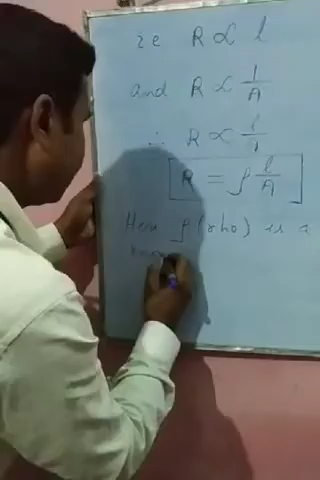 ie R ∝ l
and R ∝ 1/A
∴ R ∝ l/A
R = ρ l/A
Here ρ (rho) is a